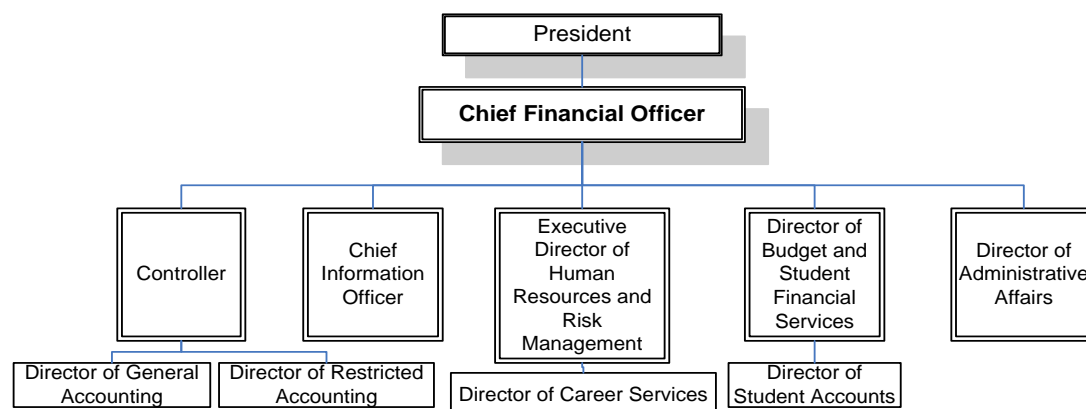 President
Chief Financial Officer
Controller
Chief
Information
Officer
Executive
Director of
Human
Resources and
Risk
Management
Director of
Budget and
Student
Financial
Services
Director of
Administrative
Affairs
Director of General
Accounting
Director of Restricted
Accounting
Director of Career Services
Director of
Student Accounts